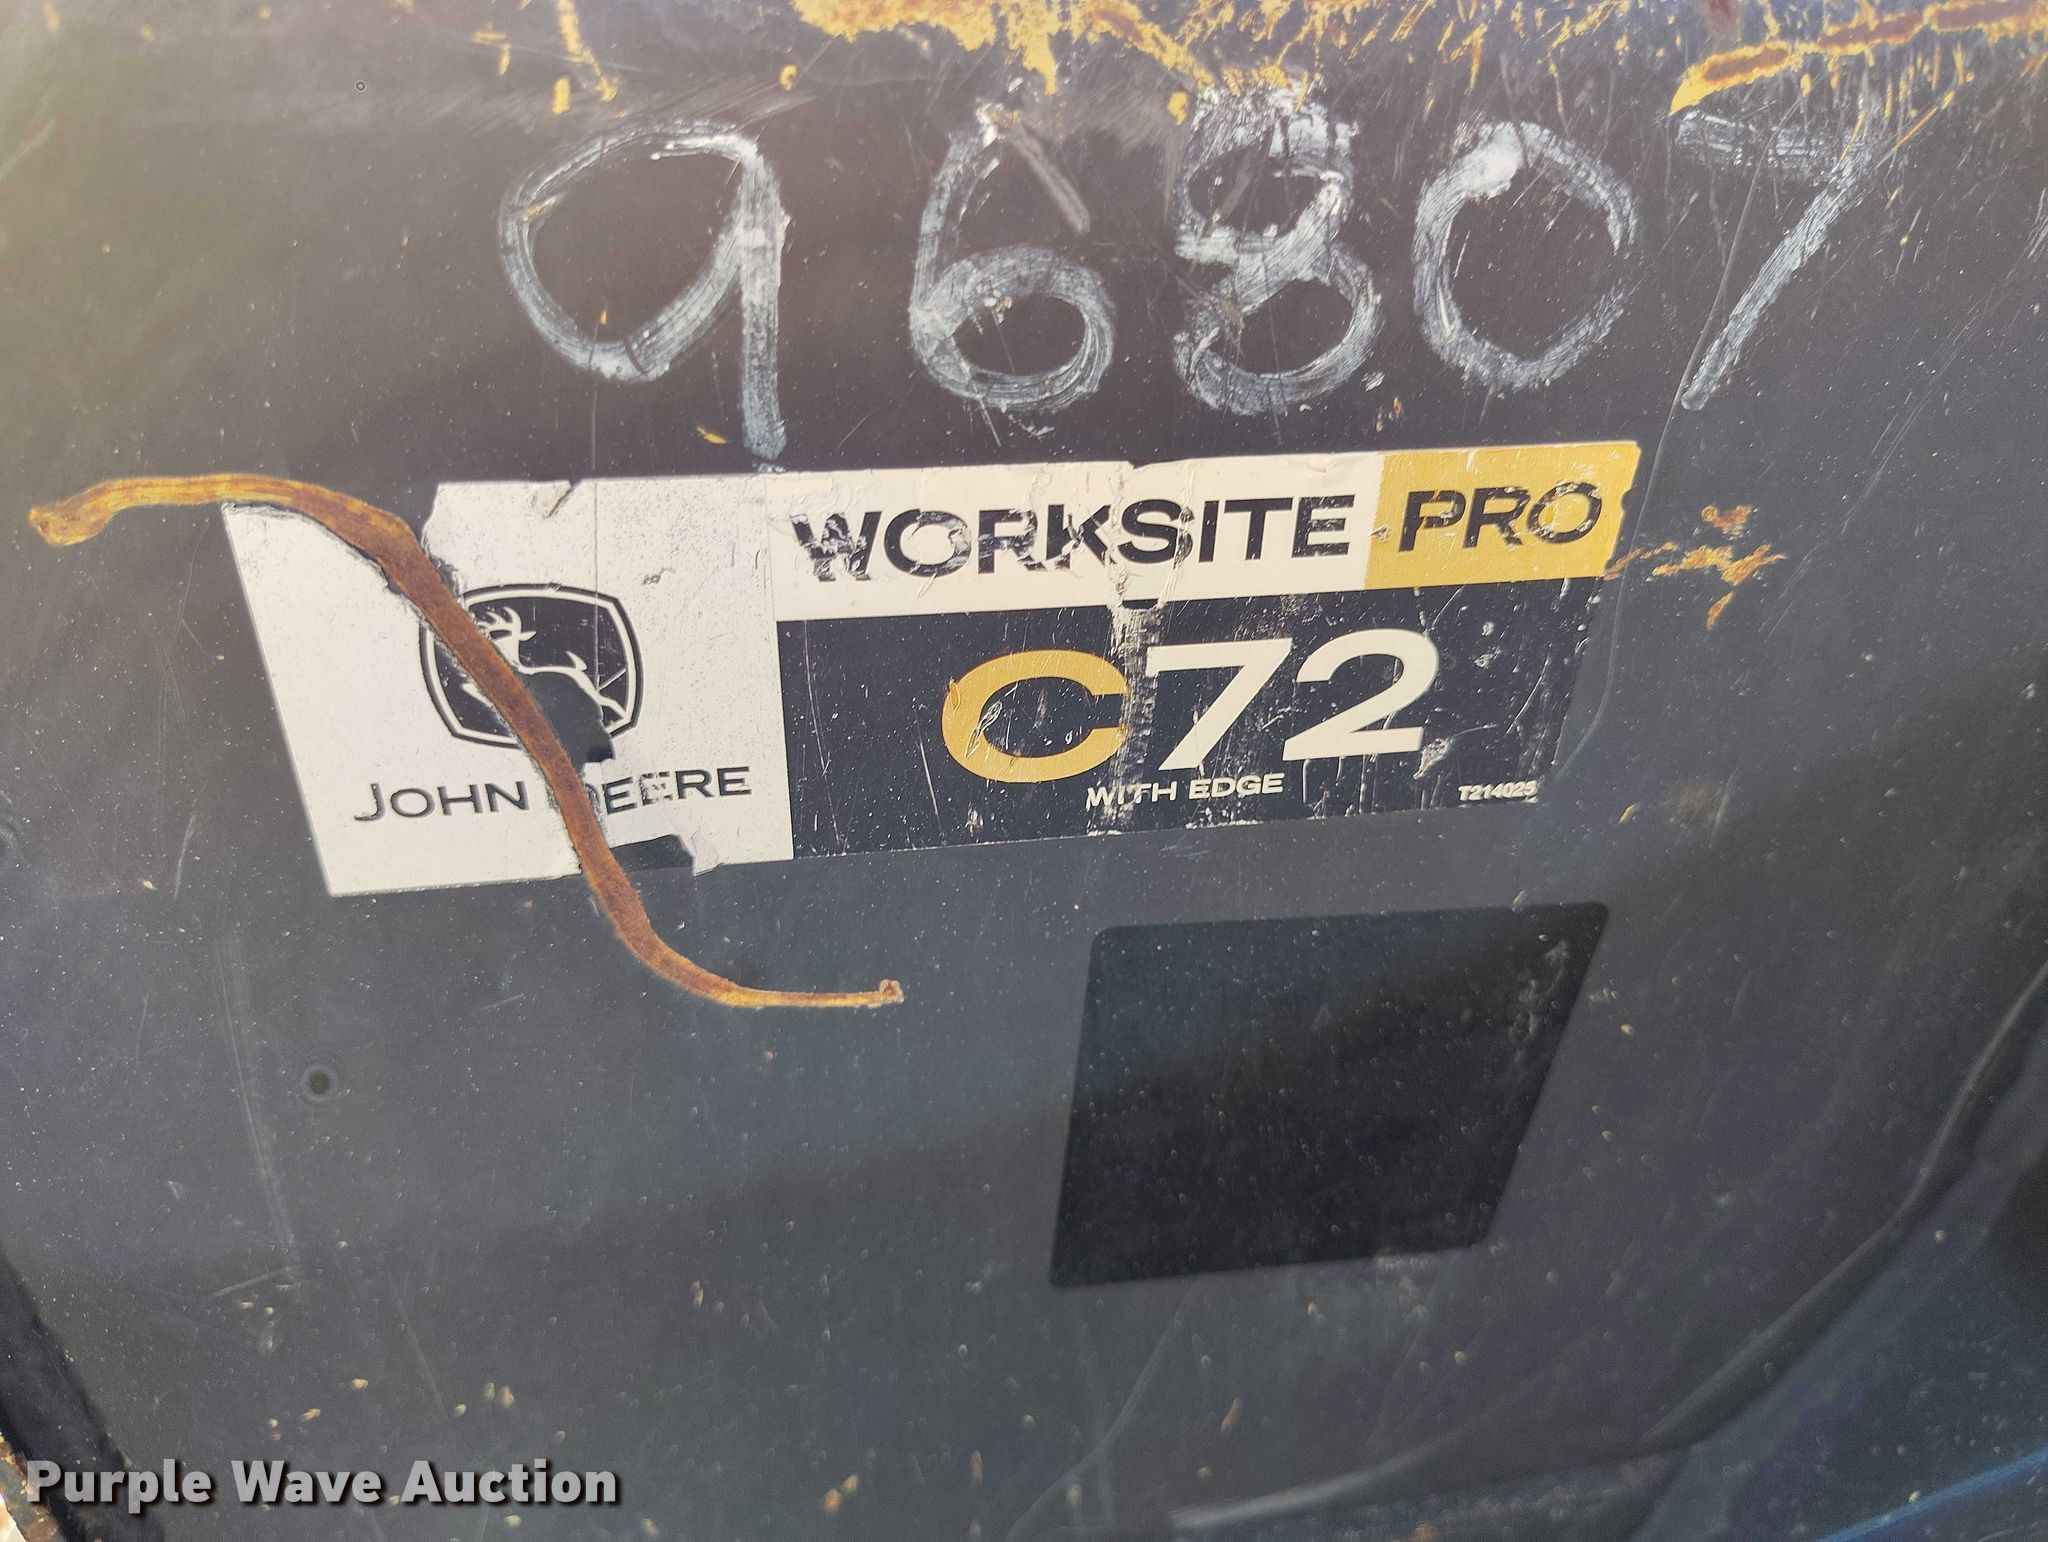 96807
WORKSITE PRO
C72
WITH EDGE
T214025
JOHN DEERE
Purple Wave Auction